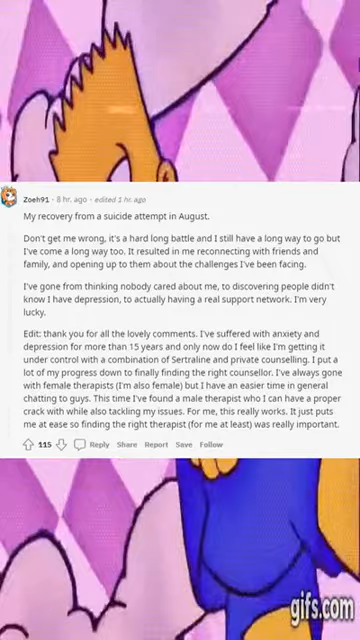 Zoeh91 · 8 hr. ago · edited 1 hr. ago
My recovery from a suicide attempt in August.
Don't get me wrong, it's a hard long battle and I still have a long way to go but
I've come a long way too. It resulted in me reconnecting with friends and
family, and opening up to them about the challenges I've been facing.
I've gone from thinking nobody cared about me, to discovering people didn't
know I have depression, to actually having a real support network. I'm very
lucky.
Edit: thank you for all the lovely comments. I've suffered with anxiety and
depression for more than 15 years and only now do I feel like I'm getting it
under control with a combination of Sertraline and private counselling. I put a
lot of my progress down to finally finding the right counsellor. I've always gone
with female therapists (I'm also female) but I have an easier time in general
chatting to guys. This time I've found a male therapist who I can have a proper
crack with while also tackling my issues. For me, this really works. It just puts
me at ease so finding the right therapist (for me at least) was really important.
115 Reply Share Report Save Follow
gifs.com